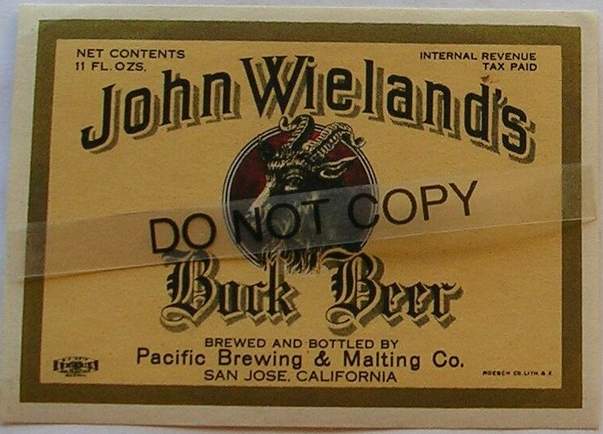 NET CONTENTS
11 FL. OZS.
INTERNAL REVENUE
TAX PAID
John Wieland's
DO NOT COPY
Bock Beer
BREWED AND BOTTLED BY
Pacific Brewing & Malting Co.
SAN JOSE, CALIFORNIA